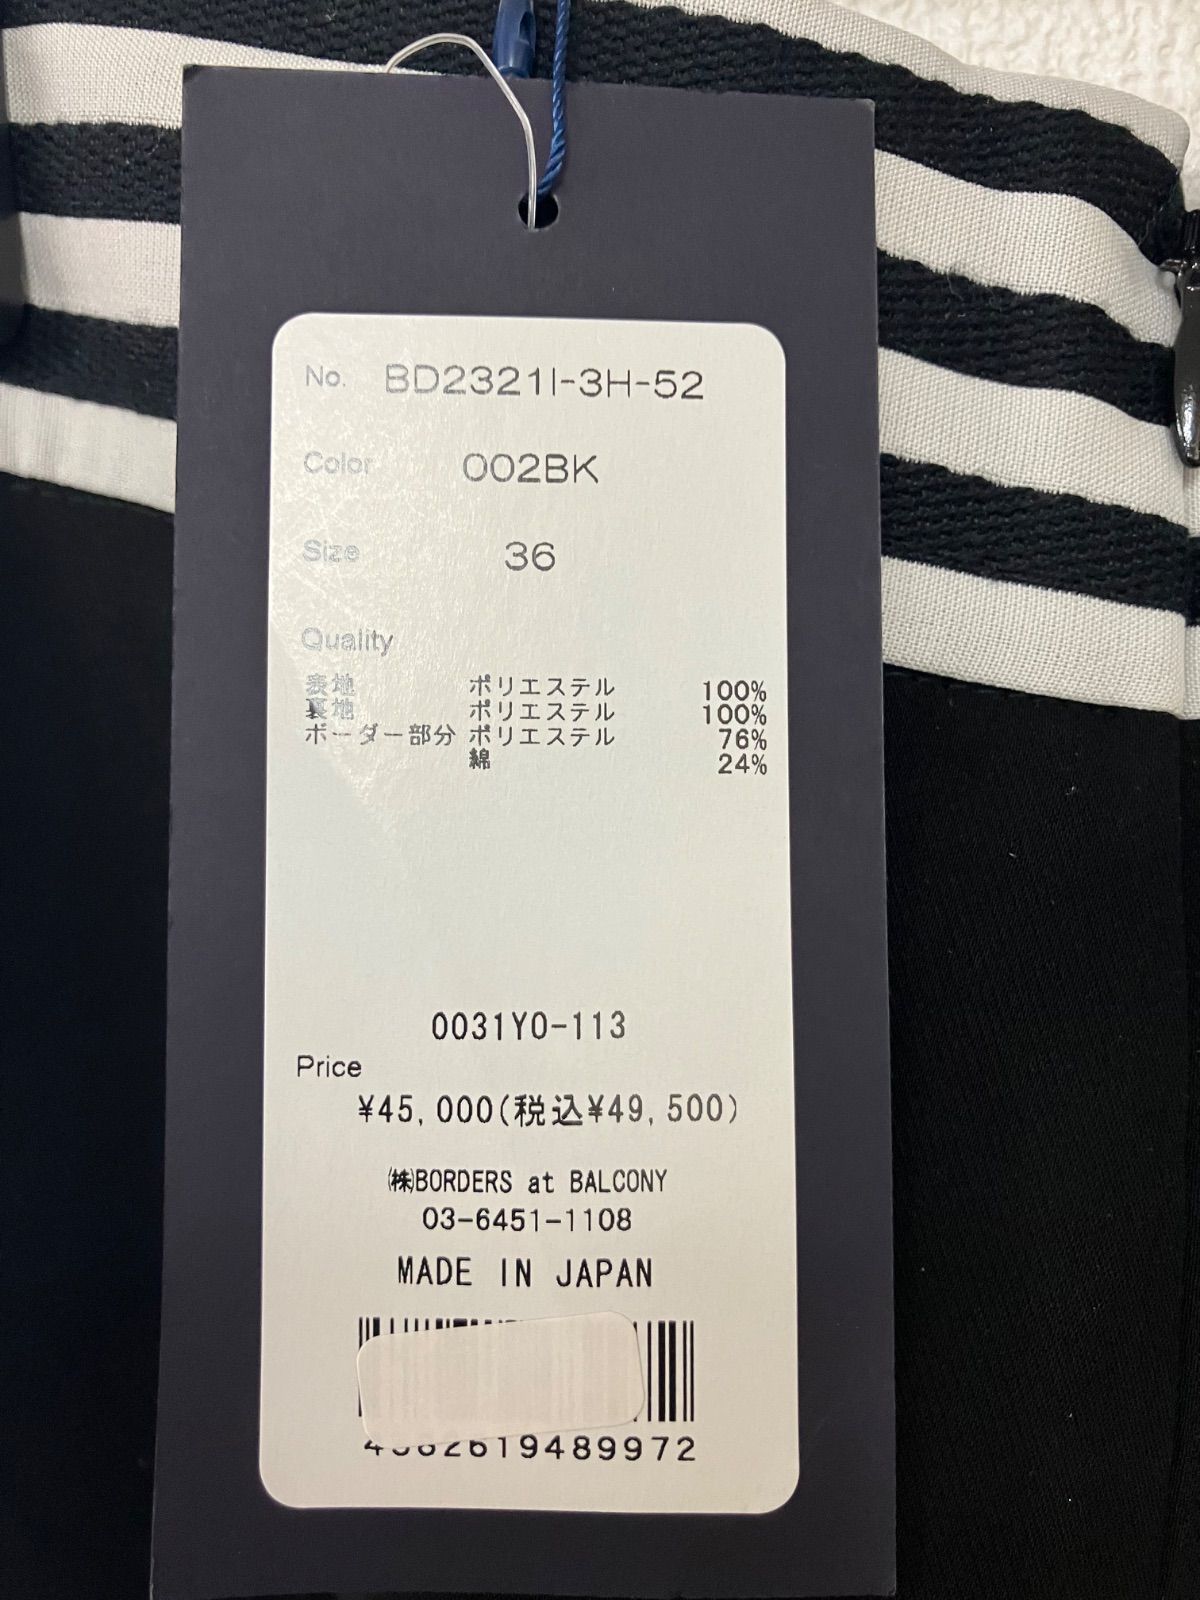 No. BD2321I-3H-52
Color 002BK
Size 36
Quality
表地 ポリエステル 100%
裏地 ポリエステル 100%
ボーダー部分 ポリエステル 76%
綿 24%
0031Y0-113
Price
¥45,000(税込¥49,500)
㈱BORDERS at BALCONY
03-6451-1108
MADE IN JAPAN
4562619489972